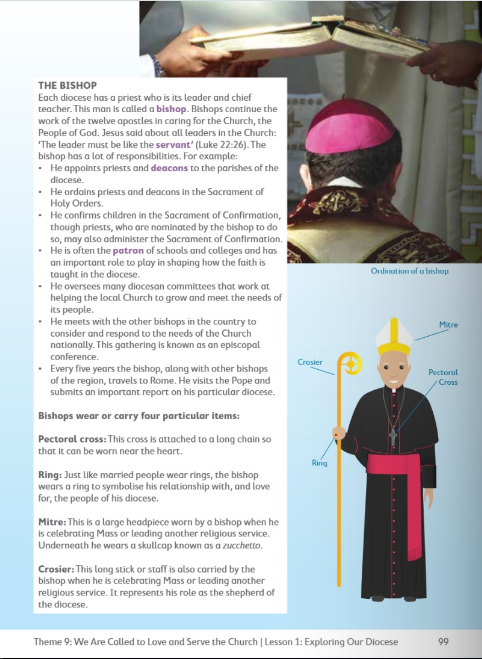 THE BISHOP
Each diocese has a priest who is its leader and chief
teacher. This man is called a bishop. Bishops continue the
work of the twelve apostles in caring for the Church, the
People of God. Jesus said about all leaders in the Church:
‘The leader must be like the servant’ (Luke 22:26). The
bishop has a lot of responsibilities. For example:
• He appoints priests and deacons to the parishes of the
diocese.
• He ordains priests and deacons in the Sacrament of
Holy Orders.
• He confirms children in the Sacrament of Confirmation,
though priests, who are nominated by the bishop to do
so, may also administer the Sacrament of Confirmation.
• He is often the patron of schools and colleges and has
an important role to play in shaping how the faith is
taught in the diocese.
• He oversees many diocesan committees that work at
helping the local Church to grow and meet the needs of
its people.
• He meets with the other bishops in the country to
consider and respond to the needs of the Church
nationally. This gathering is known as an episcopal
conference.
• Every five years the bishop, along with other bishops
of the region, travels to Rome. He visits the Pope and
submits an important report on his particular diocese.
Bishops wear or carry four particular items:
Pectoral cross: This cross is attached to a long chain so
that it can be worn near the heart.
Ring: Just like married people wear rings, the bishop
wears a ring to symbolise his relationship with, and love
for, the people of his diocese.
Mitre: This is a large headpiece worn by a bishop when he
is celebrating Mass or leading another religious service.
Underneath he wears a skullcap known as a zucchetto.
Crosier: This long stick or staff is also carried by the
bishop when he is celebrating Mass or leading another
religious service. It represents his role as the shepherd of
the diocese.
Ordination of a bishop
Mitre
Crosier
Pectoral
Cross
Ring
Theme 9: We Are Called to Love and Serve the Church | Lesson 1: Exploring Our Diocese 99